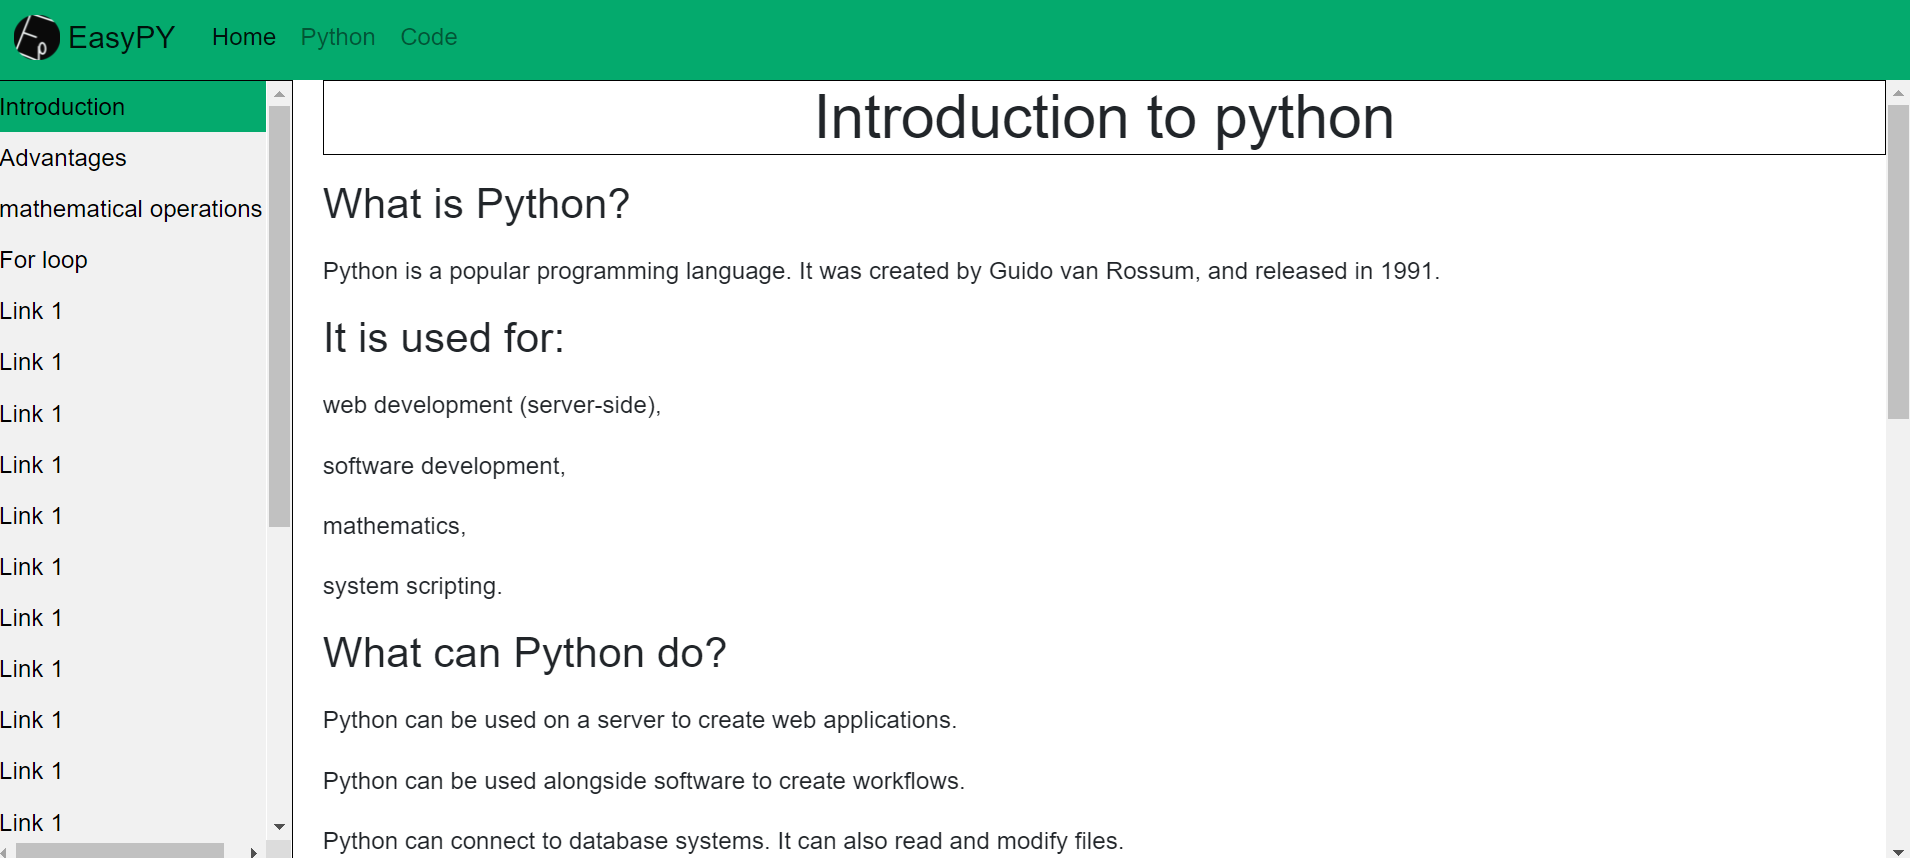 EasyPY Home Python Code
Introduction
Advantages
mathematical operations
For loop
Link 1
Link 1
Link 1
Link 1
Link 1
Link 1
Link 1
Link 1
Link 1
Link 1
Link 1
Introduction to python
What is Python?
Python is a popular programming language. It was created by Guido van Rossum, and released in 1991.
It is used for:
web development (server-side),
software development,
mathematics,
system scripting.
What can Python do?
Python can be used on a server to create web applications.
Python can be used alongside software to create workflows.
Python can connect to database systems. It can also read and modify files.